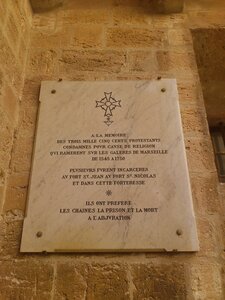 A LA MEMOIRE
DES TROIS MILLE CINQ CENTS PROTESTANTS
CONDAMNES POUR CAUSE DE RELIGION
QUI RAMERENT SUR LES GALERES DE MARSEILLE
DE 1545 A 1750
PLUSIEURS FURENT INCARCERES
AU FORT ST. JEAN AU FORT ST. NICOLAS
ET DANS CETTE FORTERESSE
ILS ONT PREFERE
LES CHAINES LA PRISON ET LA MORT
A L'ABJURATION